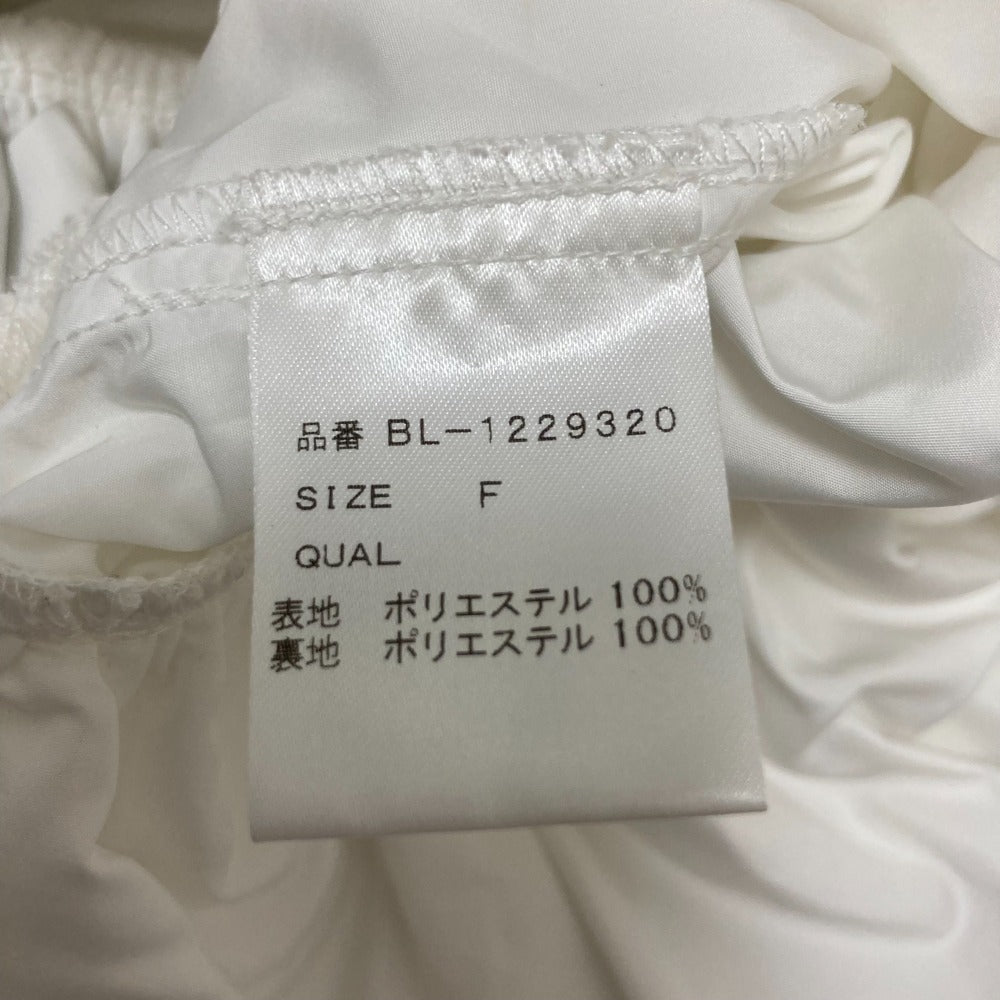 品番 BL-1229320
SIZE F
QUAL
表地 ポリエステル 100%
裏地 ポリエステル 100%